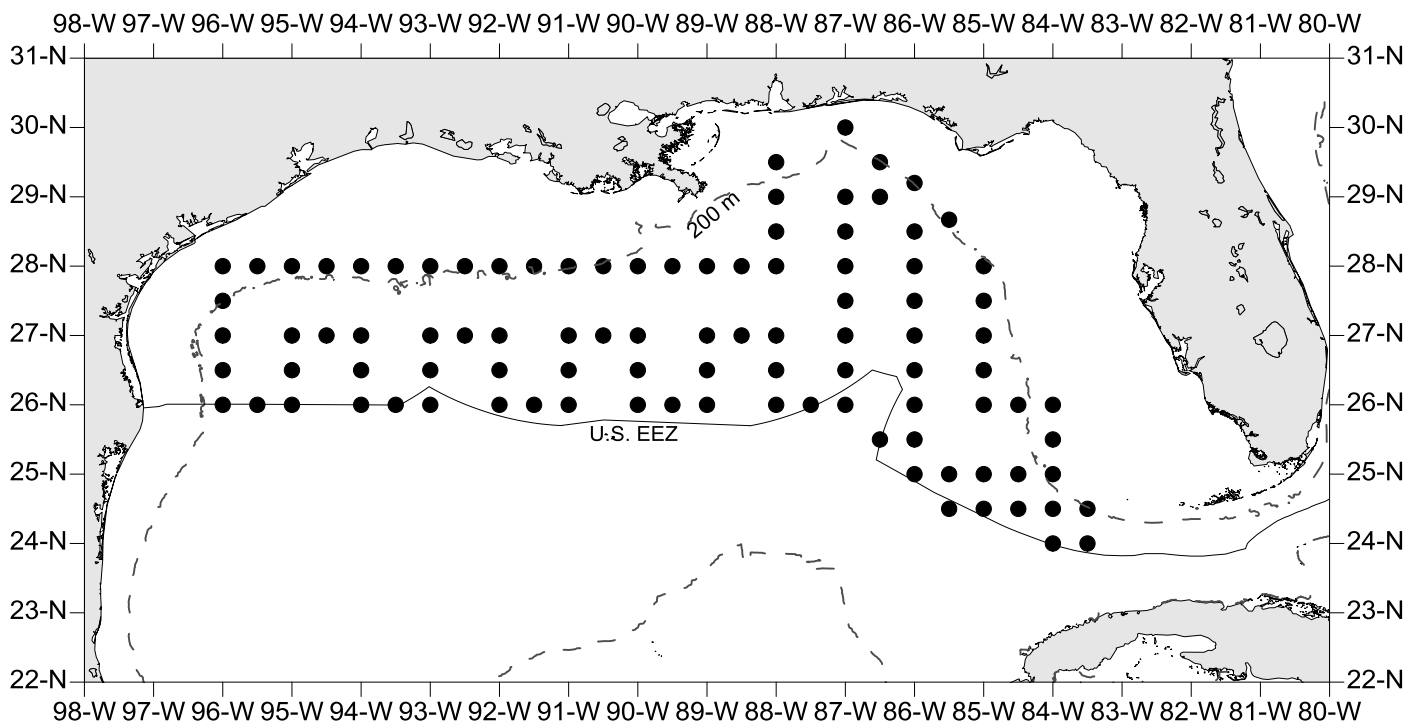 98-W 97-W 96-W 95-W 94-W 93-W 92-W 91-W 90-W 89-W 88-W 87-W 86-W 85-W 84-W 83-W 82-W 81-W 80-W
31-N 31-N
30-N 30-N
29-N 29-N
200 m
28-N 28-N
27-N 27-N
26-N 26-N
U.S. EEZ
25-N 25-N
24-N 24-N
23-N 23-N
22-N 22-N
98-W 97-W 96-W 95-W 94-W 93-W 92-W 91-W 90-W 89-W 88-W 87-W 86-W 85-W 84-W 83-W 82-W 81-W 80-W